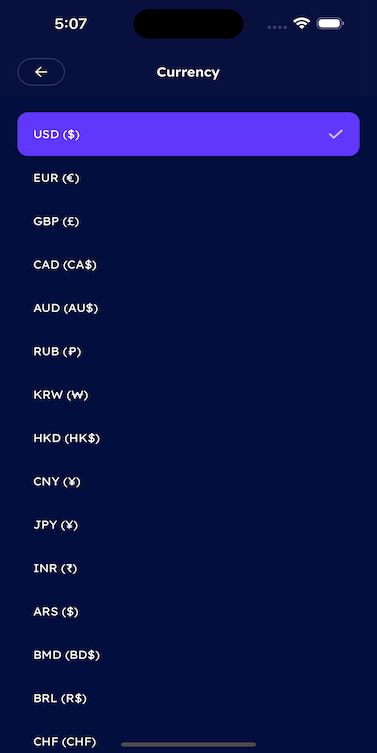 5:07
Currency
USD ($)
EUR (€)
GBP (£)
CAD (CA$)
AUD (AU$)
RUB (₽)
KRW (₩)
HKD (HK$)
CNY (¥)
JPY (¥)
INR (₹)
ARS ($)
BMD (BD$)
BRL (R$)
CHF (CHF)